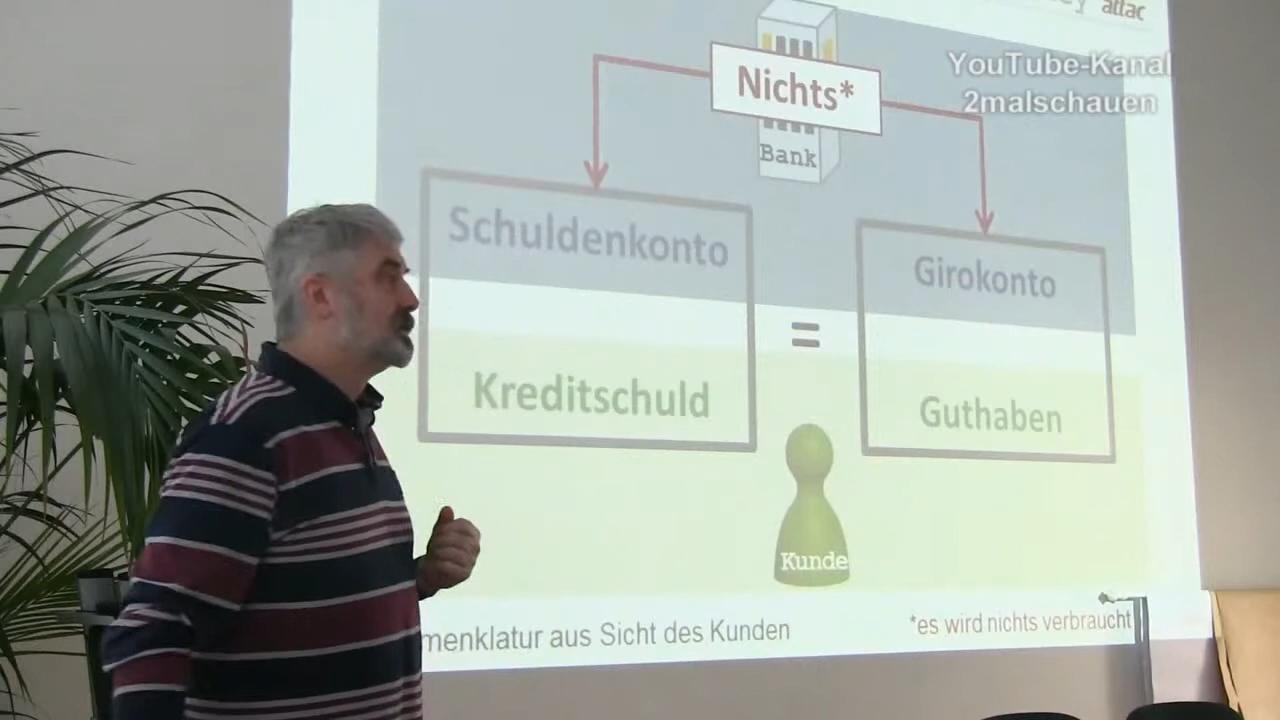 attac
YouTube-Kanal
2malschauen
Nichts*
Bank
Schuldenkonto
Girokonto
=
Kreditschuld
Guthaben
Kunde
menklatur aus Sicht des Kunden
*es wird nichts verbraucht